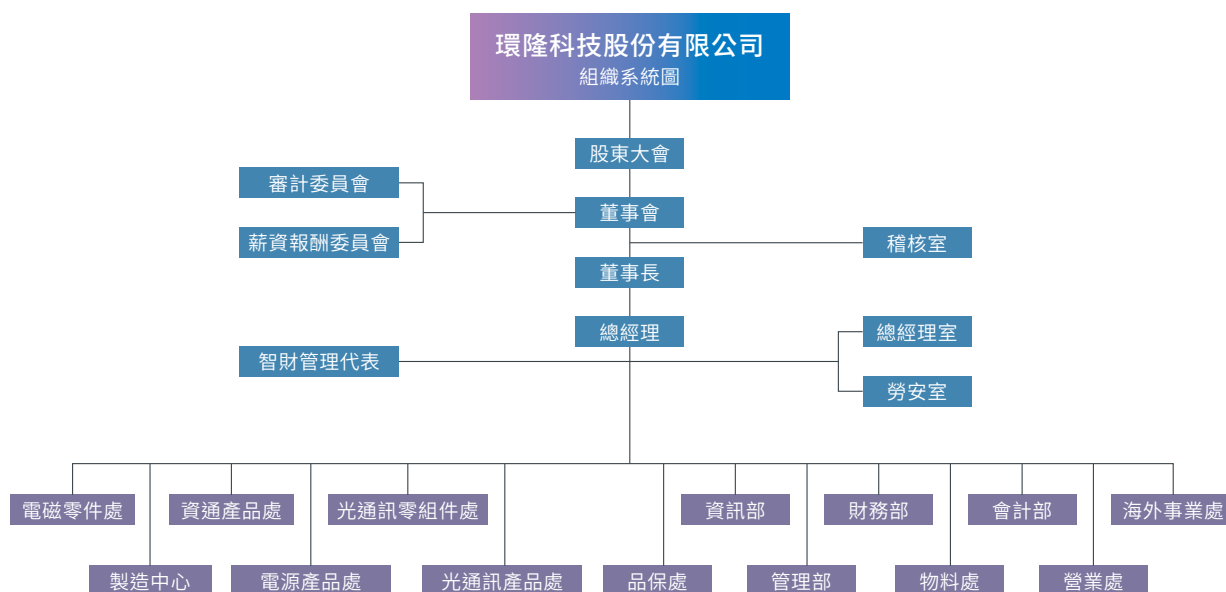 環隆科技股份有限公司
組織系統圖
股東大會
審計委員會
董事會
薪資報酬委員會
稽核室
董事長
總經理
總經理室
智財管理代表
勞安室
電磁零件處
資通產品處
光通訊零組件處
資訊部
財務部
會計部
海外事業處
製造中心
電源產品處
光通訊產品處
品保處
管理部
物料處
營業處